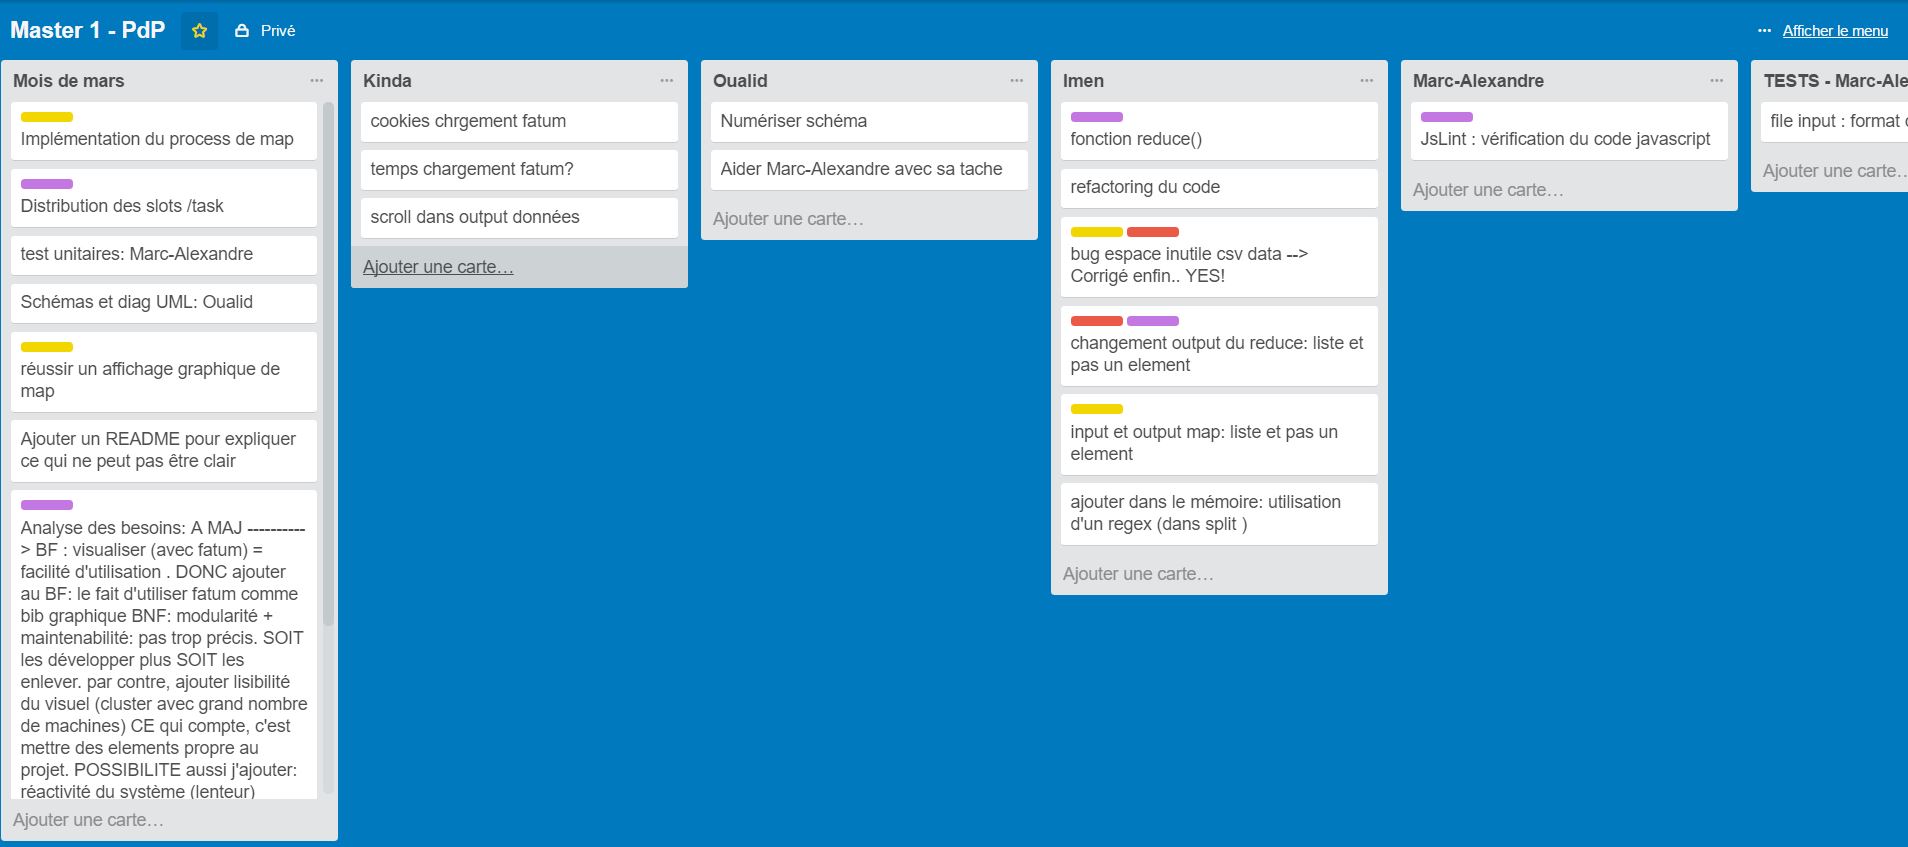 Master 1 - PdP
Privé
Afficher le menu
Mois de mars
Implémentation du process de map
Distribution des slots /task
test unitaires: Marc-Alexandre
Schémas et diag UML: Oualid
réussir un affichage graphique de
map
Ajouter un README pour expliquer
ce qui ne peut pas être clair
Analyse des besoins: A MAJ ----------
> BF : visualiser (avec fatum) =
facilité d'utilisation . DONC ajouter
au BF: le fait d'utiliser fatum comme
bib graphique BNF: modularité +
maintenabilité: pas trop précis. SOIT
les développer plus SOIT les
enlever. par contre, ajouter lisibilité
du visuel (cluster avec grand nombre
de machines) CE qui compte, c'est
mettre des elements propre au
projet. POSSIBILITE aussi j'ajouter:
réactivité du système (lenteur)
Ajouter une carte…
Kinda
cookies chrgement fatum
temps chargement fatum?
scroll dans output données
Ajouter une carte…
Oualid
Numériser schéma
Aider Marc-Alexandre avec sa tache
Ajouter une carte…
Imen
fonction reduce()
refactoring du code
bug espace inutile csv data -->
Corrigé enfin.. YES!
changement output du reduce: liste et
pas un element
input et output map: liste et pas un
element
ajouter dans le mémoire: utilisation
d'un regex (dans split )
Ajouter une carte…
Marc-Alexandre
JsLint : vérification du code javascript
Ajouter une carte…
TESTS - Marc-Ale
file input : format
Ajouter une carte…